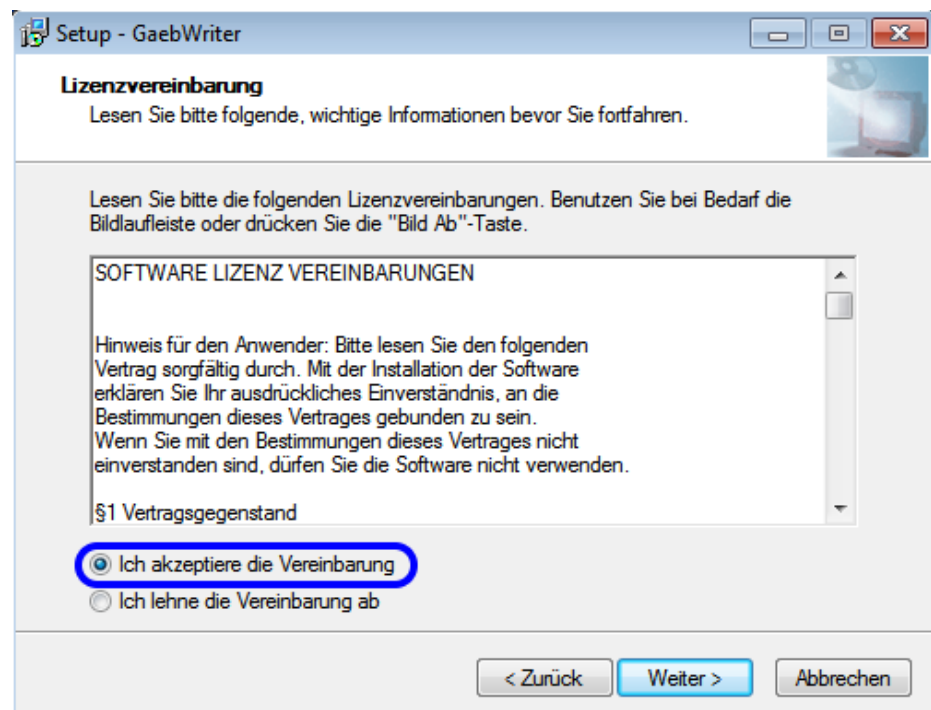 Setup - GaebWriter
Lizenzvereinbarung
Lesen Sie bitte folgende, wichtige Informationen bevor Sie fortfahren.
Lesen Sie bitte die folgenden Lizenzvereinbarungen. Benutzen Sie bei Bedarf die
Bildlaufleiste oder drücken Sie die "Bild Ab"-Taste.
SOFTWARE LIZENZ VEREINBARUNGEN
Hinweis für den Anwender: Bitte lesen Sie den folgenden
Vertrag sorgfältig durch. Mit der Installation der Software
erklären Sie Ihr ausdrückliches Einverständnis, an die
Bestimmungen dieses Vertrages gebunden zu sein.
Wenn Sie mit den Bestimmungen dieses Vertrages nicht
einverstanden sind, dürfen Sie die Software nicht verwenden.
§1 Vertragsgegenstand
Ich akzeptiere die Vereinbarung
Ich lehne die Vereinbarung ab
< Zurück Weiter > Abbrechen